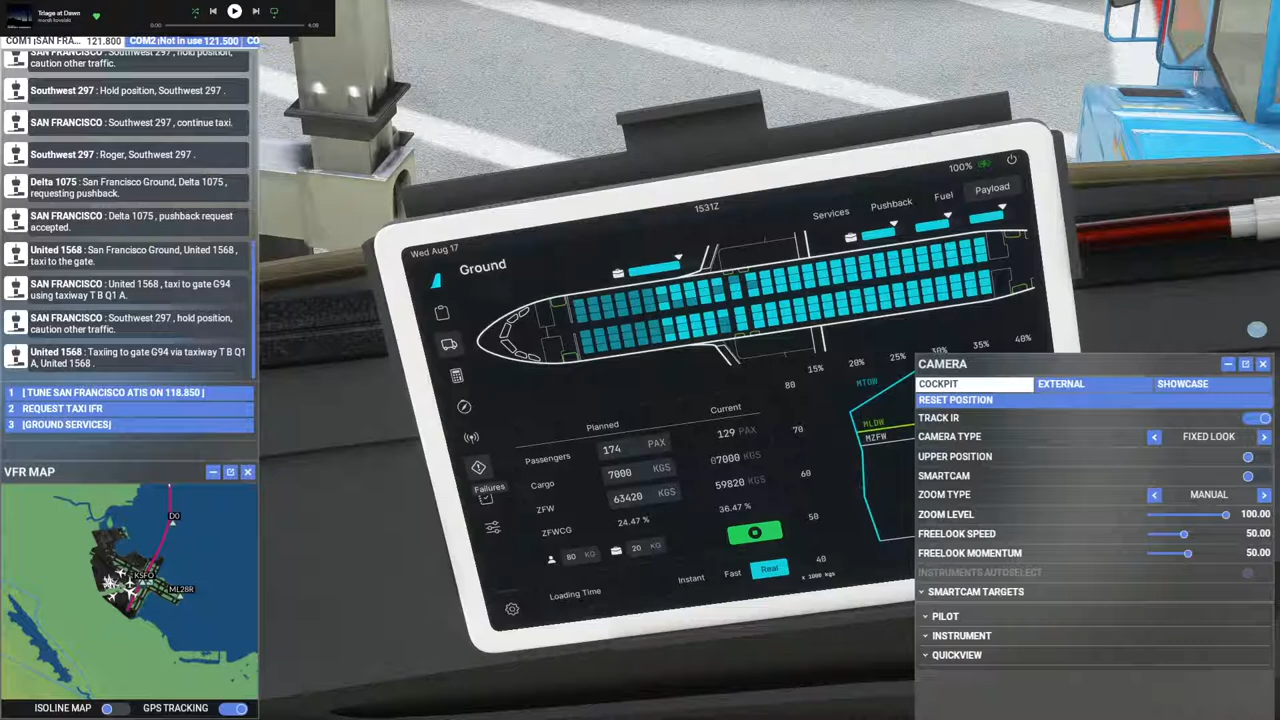 Triage at Dawn
0:00
4:09
COM1 |SAN FRA... 121.800
COM2 |Not in use 121.500
CO
SAN FRANCISCO : Southwest 297 , hold position,
caution other traffic.
Southwest 297 : Hold position, Southwest 297 .
SAN FRANCISCO : Southwest 297 , continue taxi.
Southwest 297 : Roger, Southwest 297 .
Delta 1075 : San Francisco Ground, Delta 1075 ,
requesting pushback.
SAN FRANCISCO : Delta 1075 , pushback request
accepted.
United 1568 : San Francisco Ground, United 1568 ,
taxi to the gate.
SAN FRANCISCO : United 1568 , taxi to gate G94
using taxiway T B Q1 A.
SAN FRANCISCO : Southwest 297 , hold position,
caution other traffic.
United 1568 : Taxiing to gate G94 via taxiway T B Q1
A, United 1568 .
1 [ TUNE SAN FRANCISCO ATIS ON 118.850 ]
2 REQUEST TAXI IFR
3 [GROUND SERVICES]
VFR MAP
D0
KSFO
ML28R
ISOLINE MAP
GPS TRACKING
Wed Aug 17
1531Z
100%
Ground
Services
Pushback
Fuel
Payload
Failures
Planned
Current
Passengers
174 PAX
129 PAX
Cargo
7000 KGS
07000 KGS
ZFW
63420 KGS
59820 KGS
ZFWCG
24.47 %
36.47 %
80 KG
20 KG
Loading Time
Instant
Fast
Real
15%
20%
25%
30%
35%
40%
80
70
60
50
40
x 1000 kgs
MTOW
MLDW
MZFW
CAMERA
COCKPIT
EXTERNAL
SHOWCASE
RESET POSITION
TRACK IR
CAMERA TYPE
FIXED LOOK
UPPER POSITION
SMARTCAM
ZOOM TYPE
MANUAL
ZOOM LEVEL
100.00
FREELOOK SPEED
50.00
FREELOOK MOMENTUM
50.00
INSTRUMENTS AUTOSELECT
SMARTCAM TARGETS
PILOT
INSTRUMENT
QUICKVIEW